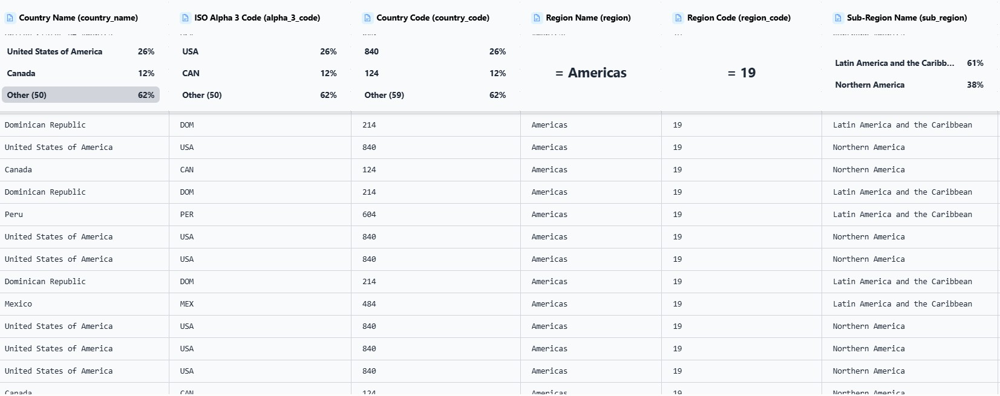 Country Name (country_name) ISO Alpha 3 Code (alpha_3_code) Country Code (country_code) Region Name (region) Region Code (region_code) Sub-Region Name (sub_region)
United States of America 26% USA 26% 840 26%
Latin America and the Caribb... 61%
Canada 12% CAN 12% 124 12% = Americas = 19
Northern America 38%
Other (50) 62% Other (50) 62% Other (59) 62%
Dominican Republic DOM 214 Americas 19 Latin America and the Caribbean
United States of America USA 840 Americas 19 Northern America
Canada CAN 124 Americas 19 Northern America
Dominican Republic DOM 214 Americas 19 Latin America and the Caribbean
Peru PER 604 Americas 19 Latin America and the Caribbean
United States of America USA 840 Americas 19 Northern America
United States of America USA 840 Americas 19 Northern America
Dominican Republic DOM 214 Americas 19 Latin America and the Caribbean
Mexico MEX 484 Americas 19 Latin America and the Caribbean
United States of America USA 840 Americas 19 Northern America
United States of America USA 840 Americas 19 Northern America
United States of America USA 840 Americas 19 Northern America
Canada CAN 124 Americas 19 Northern America